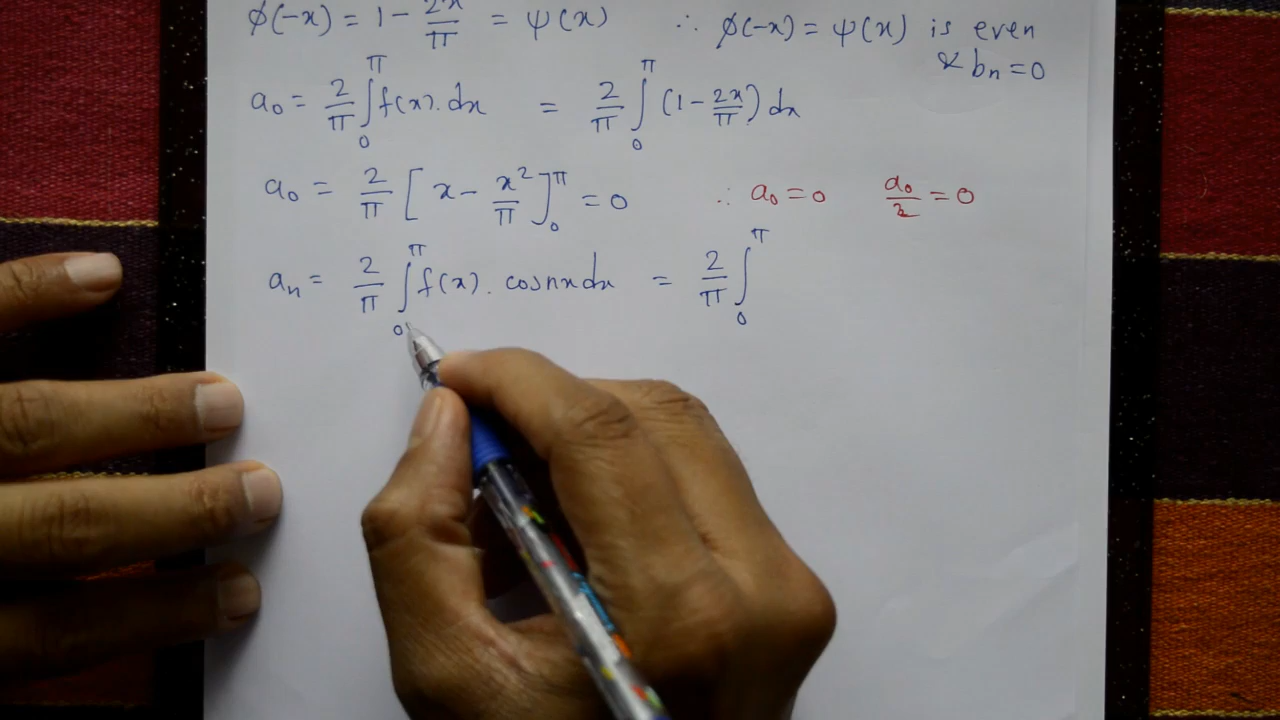 φ(-x) = 1 - 2x/π = ψ(x) ∴ φ(-x) = ψ(x) is even
& bn = 0
a₀ = 2/π ∫₀^π f(x). dx = 2/π ∫₀^π (1 - 2x/π) dx
a₀ = 2/π [x - x²/π]₀^π = 0 ∴ a₀ = 0 a₀/2 = 0
an = 2/π ∫₀^π f(x). cosnx dx = 2/π ∫₀^π